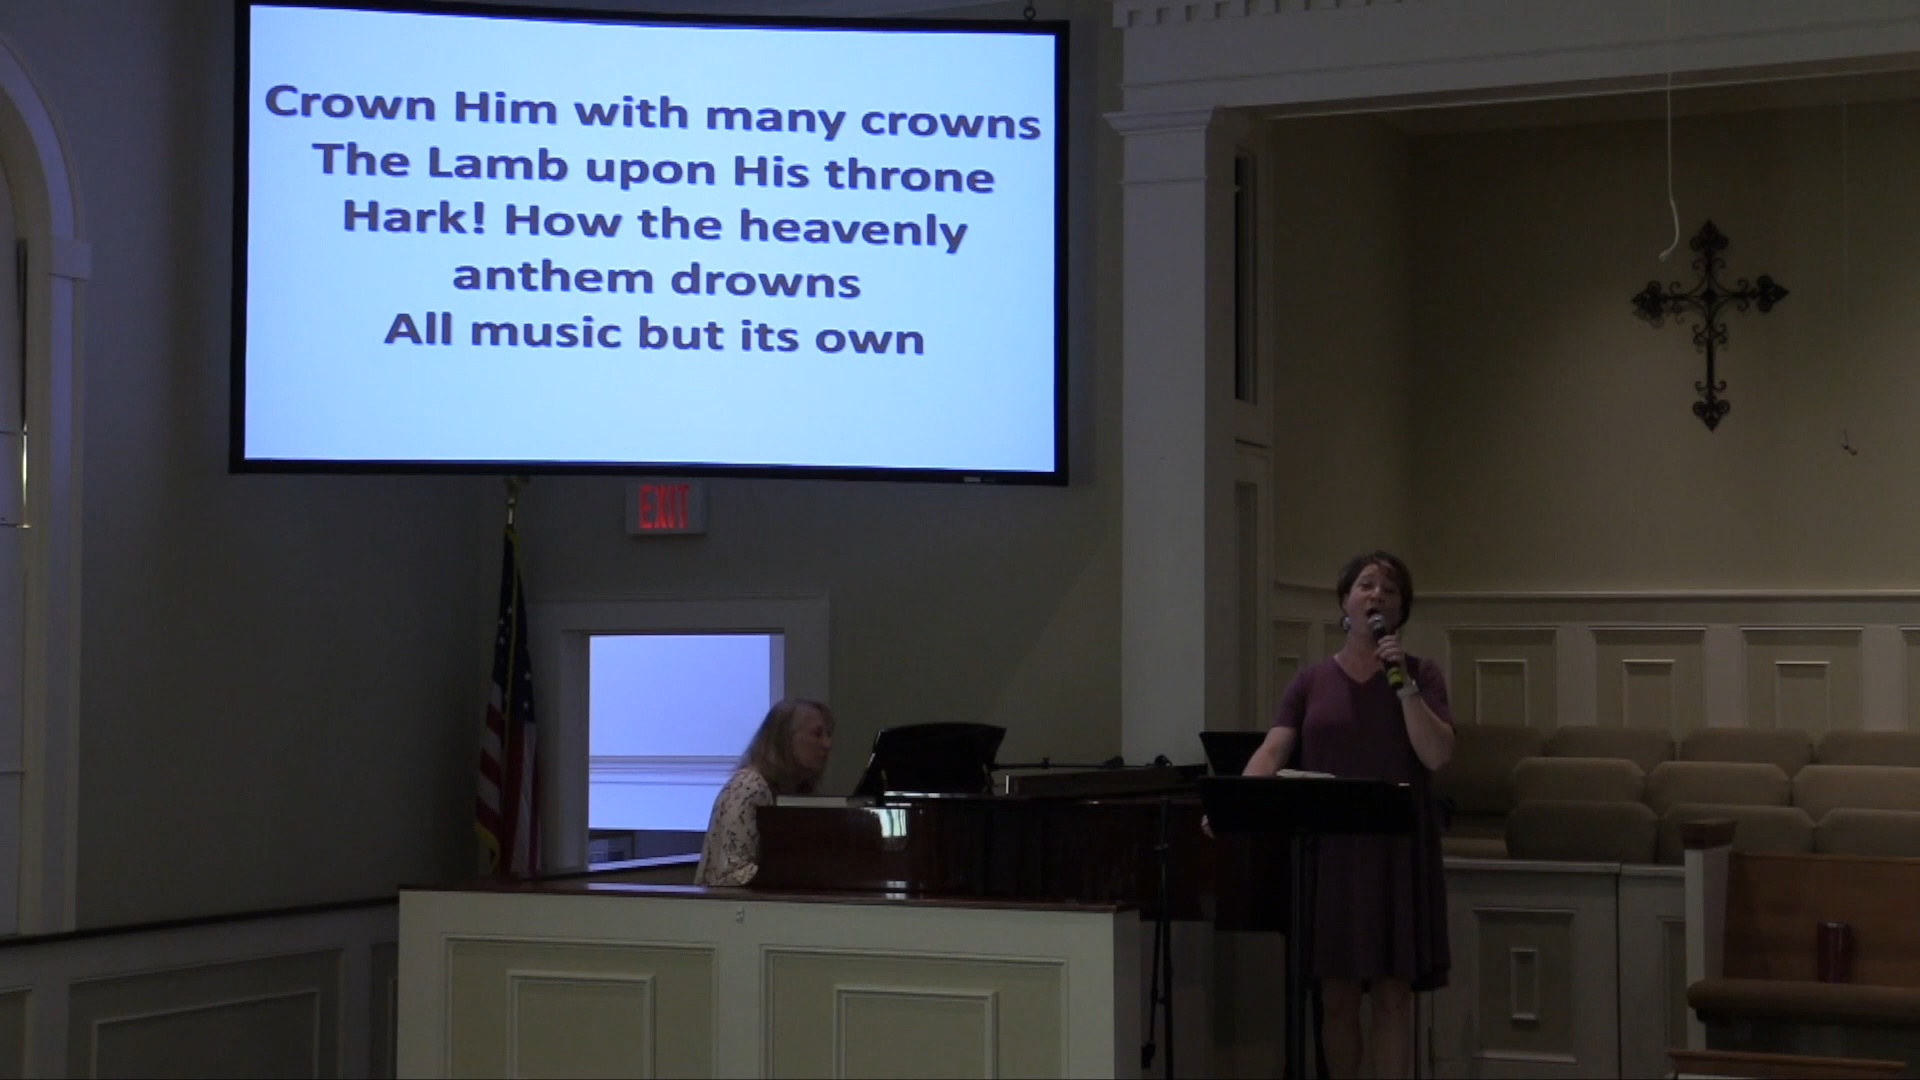 Crown Him with many crowns
The Lamb upon His throne
Hark! How the heavenly
anthem drowns
All music but its own
EXIT